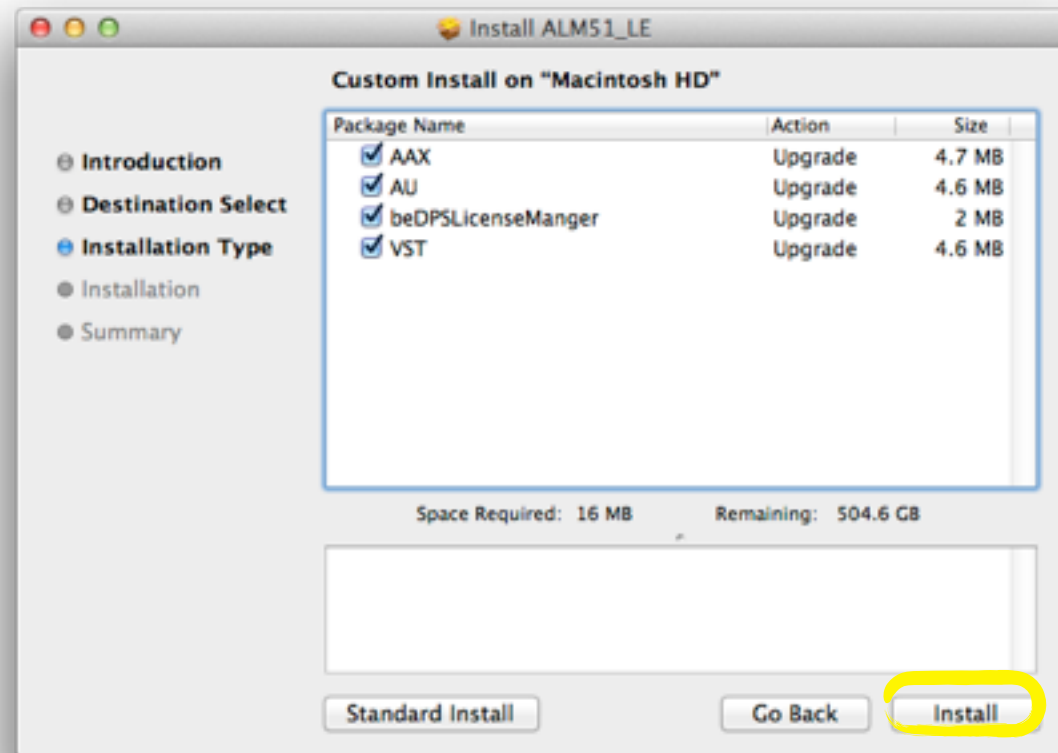 Install ALM51_LE
Custom Install on “Macintosh HD”
Package Name Action Size
AAX Upgrade 4.7 MB
AU Upgrade 4.6 MB
beDPSLicenseManger Upgrade 2 MB
VST Upgrade 4.6 MB
Introduction
Destination Select
Installation Type
Installation
Summary
Space Required: 16 MB Remaining: 504.6 GB
Standard Install Go Back Install